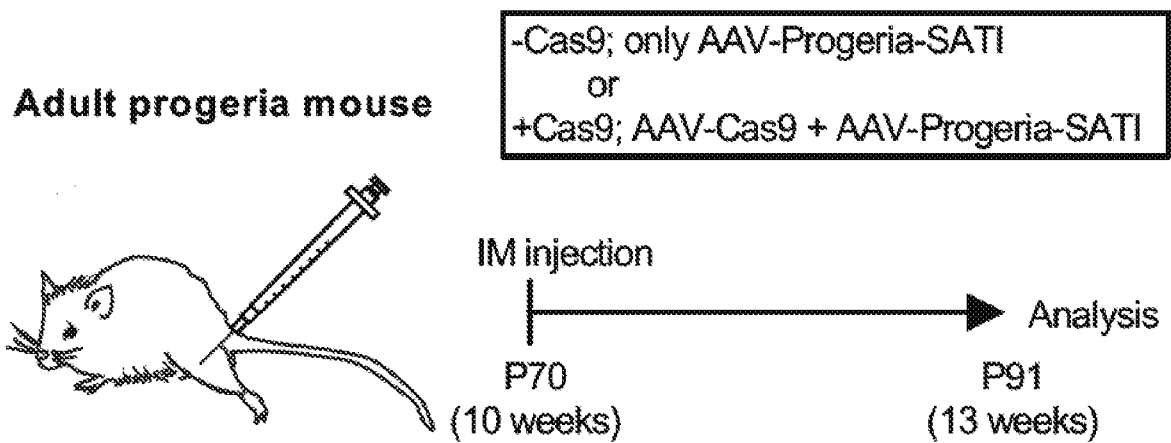 -Cas9; only AAV-Progeria-SATI
or
+Cas9; AAV-Cas9 + AAV-Progeria-SATI
Adult progeria mouse
IM injection
Analysis
P70
(10 weeks)
P91
(13 weeks)